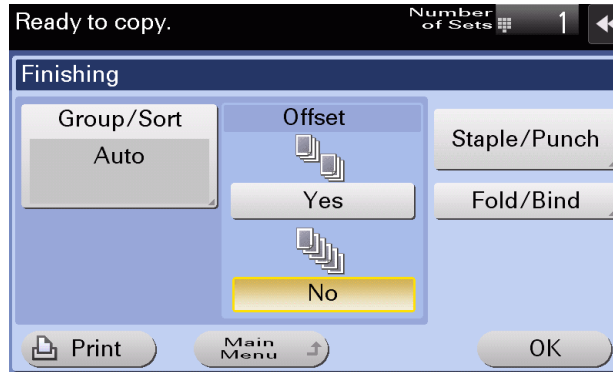 Ready to copy.
Number
of Sets
1
Finishing
Group/Sort
Auto
Offset
Yes
No
Staple/Punch
Fold/Bind
Print
Main
Menu
OK